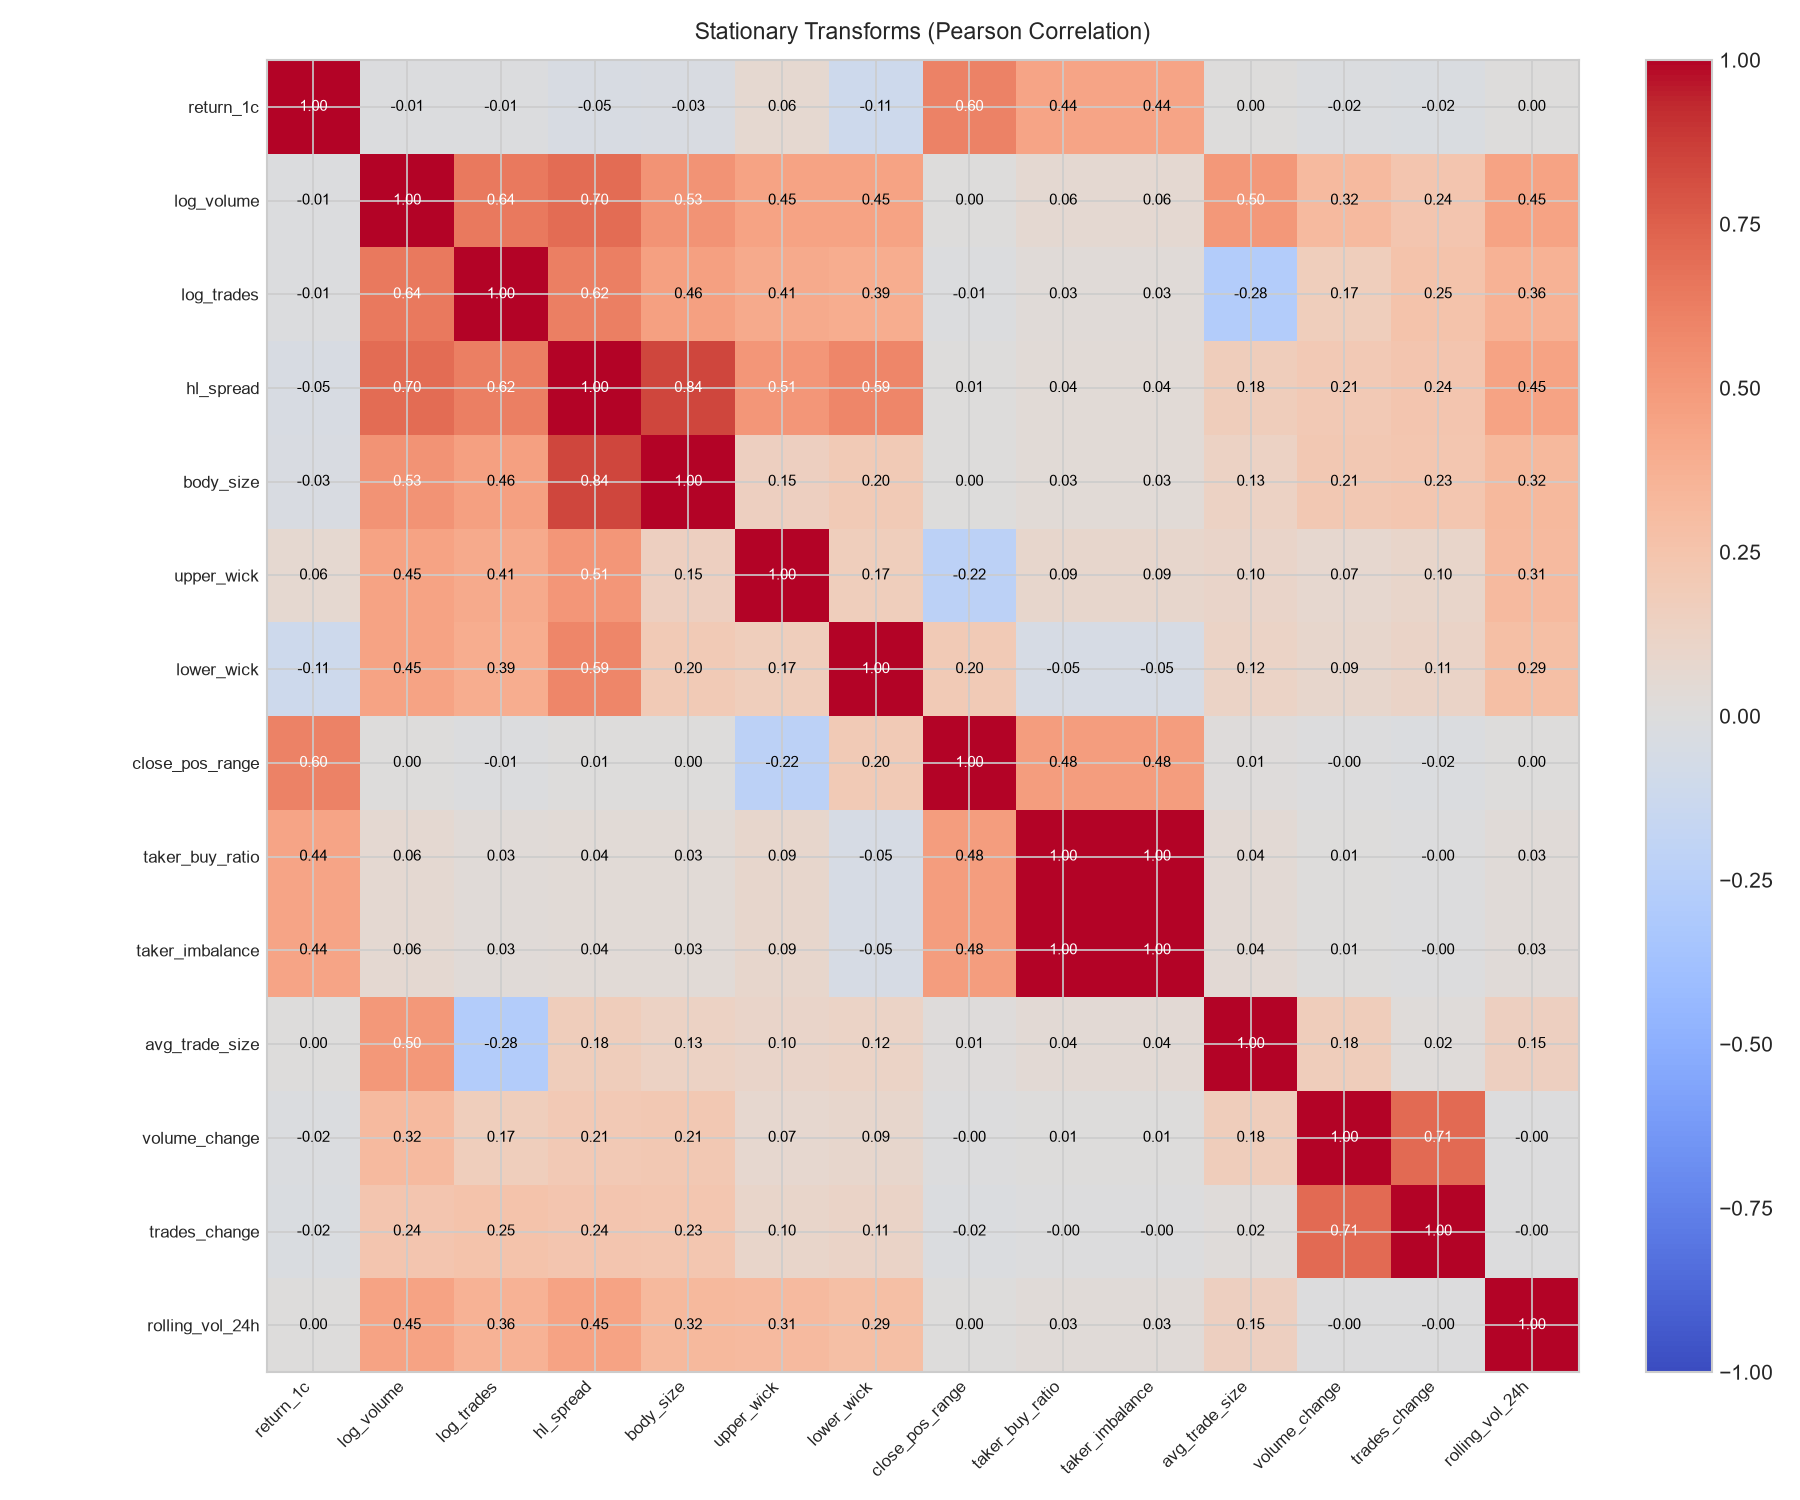 Stationary Transforms (Pearson Correlation)
return_1c 1.00 -0.01 -0.01 -0.05 -0.03 0.06 -0.11 0.60 0.44 0.44 0.00 -0.02 -0.02 0.00
log_volume -0.01 1.00 0.64 0.70 0.53 0.45 0.45 0.00 0.06 0.06 0.50 0.32 0.24 0.45
log_trades -0.01 0.64 1.00 0.62 0.46 0.41 0.39 -0.01 0.03 0.03 -0.28 0.17 0.25 0.36
hl_spread -0.05 0.70 0.62 1.00 0.84 0.51 0.59 0.01 0.04 0.04 0.18 0.21 0.24 0.45
body_size -0.03 0.53 0.46 0.84 1.00 0.15 0.20 0.00 0.03 0.03 0.13 0.21 0.23 0.32
upper_wick 0.06 0.45 0.41 0.51 0.15 1.00 0.17 -0.22 0.09 0.09 0.10 0.07 0.10 0.31
lower_wick -0.11 0.45 0.39 0.59 0.20 0.17 1.00 0.20 -0.05 -0.05 0.12 0.09 0.11 0.29
close_pos_range 0.60 0.00 -0.01 0.01 0.00 -0.22 0.20 1.00 0.48 0.48 0.01 -0.00 -0.02 0.00
taker_buy_ratio 0.44 0.06 0.03 0.04 0.03 0.09 -0.05 0.48 1.00 1.00 0.04 0.01 -0.00 0.03
taker_imbalance 0.44 0.06 0.03 0.04 0.03 0.09 -0.05 0.48 1.00 1.00 0.04 0.01 -0.00 0.03
avg_trade_size 0.00 0.50 -0.28 0.18 0.13 0.10 0.12 0.01 0.04 0.04 1.00 0.18 0.02 0.15
volume_change -0.02 0.32 0.17 0.21 0.21 0.07 0.09 -0.00 0.01 0.01 0.18 1.00 0.71 -0.00
trades_change -0.02 0.24 0.25 0.24 0.23 0.10 0.11 -0.02 -0.00 -0.00 0.02 0.71 1.00 -0.00
rolling_vol_24h 0.00 0.45 0.36 0.45 0.32 0.31 0.29 0.00 0.03 0.03 0.15 -0.00 -0.00 1.00
return_1c log_volume log_trades hl_spread body_size upper_wick lower_wick close_pos_range taker_buy_ratio taker_imbalance avg_trade_size volume_change trades_change rolling_vol_24h
1.00
0.75
0.50
0.25
0.00
−0.25
−0.50
−0.75
−1.00